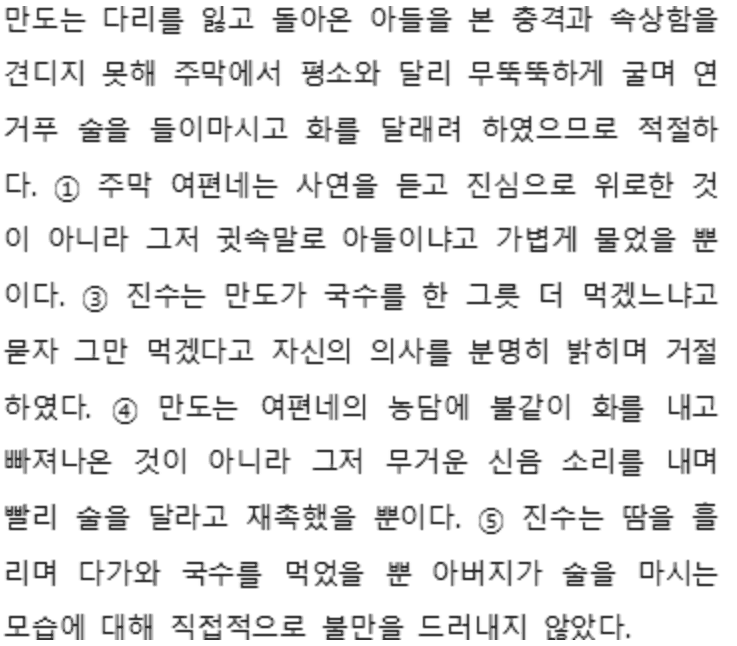 만도는 다리를 잃고 돌아온 아들을 본 충격과 속상함을
견디지 못해 주막에서 평소와 달리 무뚝뚝하게 굴며 연
거푸 술을 들이마시고 화를 달래려 하였으므로 적절하
다. ① 주막 여편네는 사연을 듣고 진심으로 위로한 것
이 아니라 그저 귓속말로 아들이냐고 가볍게 물었을 뿐
이다. ③ 진수는 만도가 국수를 한 그릇 더 먹겠느냐고
묻자 그만 먹겠다고 자신의 의사를 분명히 밝히며 거절
하였다. ④ 만도는 여편네의 농담에 불같이 화를 내고
빠져나온 것이 아니라 그저 무거운 신음 소리를 내며
빨리 술을 달라고 재촉했을 뿐이다. ⑤ 진수는 땀을 흘
리며 다가와 국수를 먹었을 뿐 아버지가 술을 마시는
모습에 대해 직접적으로 불만을 드러내지 않았다.